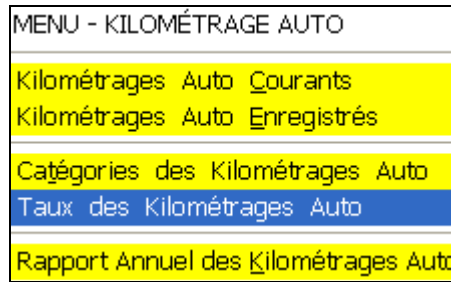 MENU - KILOMÉTRAGE AUTO
Kilométrages Auto Courants
Kilométrages Auto Enregistrés
Catégories des Kilométrages Auto
Taux des Kilométrages Auto
Rapport Annuel des Kilométrages Auto